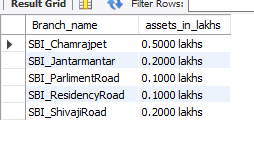 Result Grid Filter Rows:
Branch_name assets_in_lakhs
SBI_Chamrajpet 0.5000 lakhs
SBI_Jantarmantar 0.2000 lakhs
SBI_ParlimentRoad 0.1000 lakhs
SBI_ResidencyRoad 0.1000 lakhs
SBI_ShivajiRoad 0.2000 lakhs